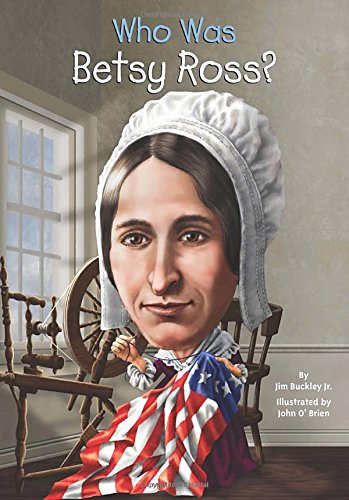 Who Was
Betsy Ross?
By
Jim Buckley Jr.
Illustrated by
John O' Brien